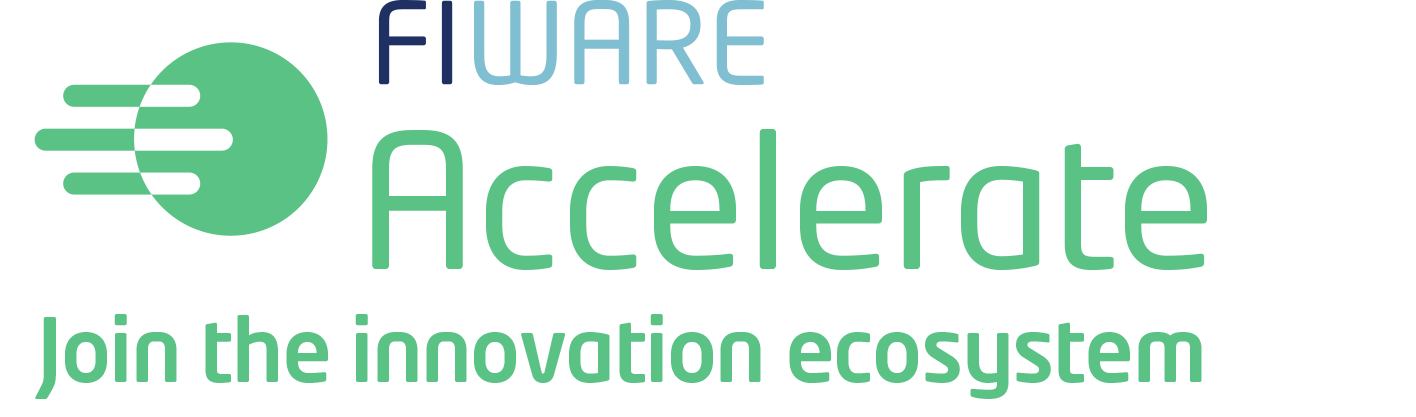 FIWARE
Accelerate
Join the innovation ecosystem